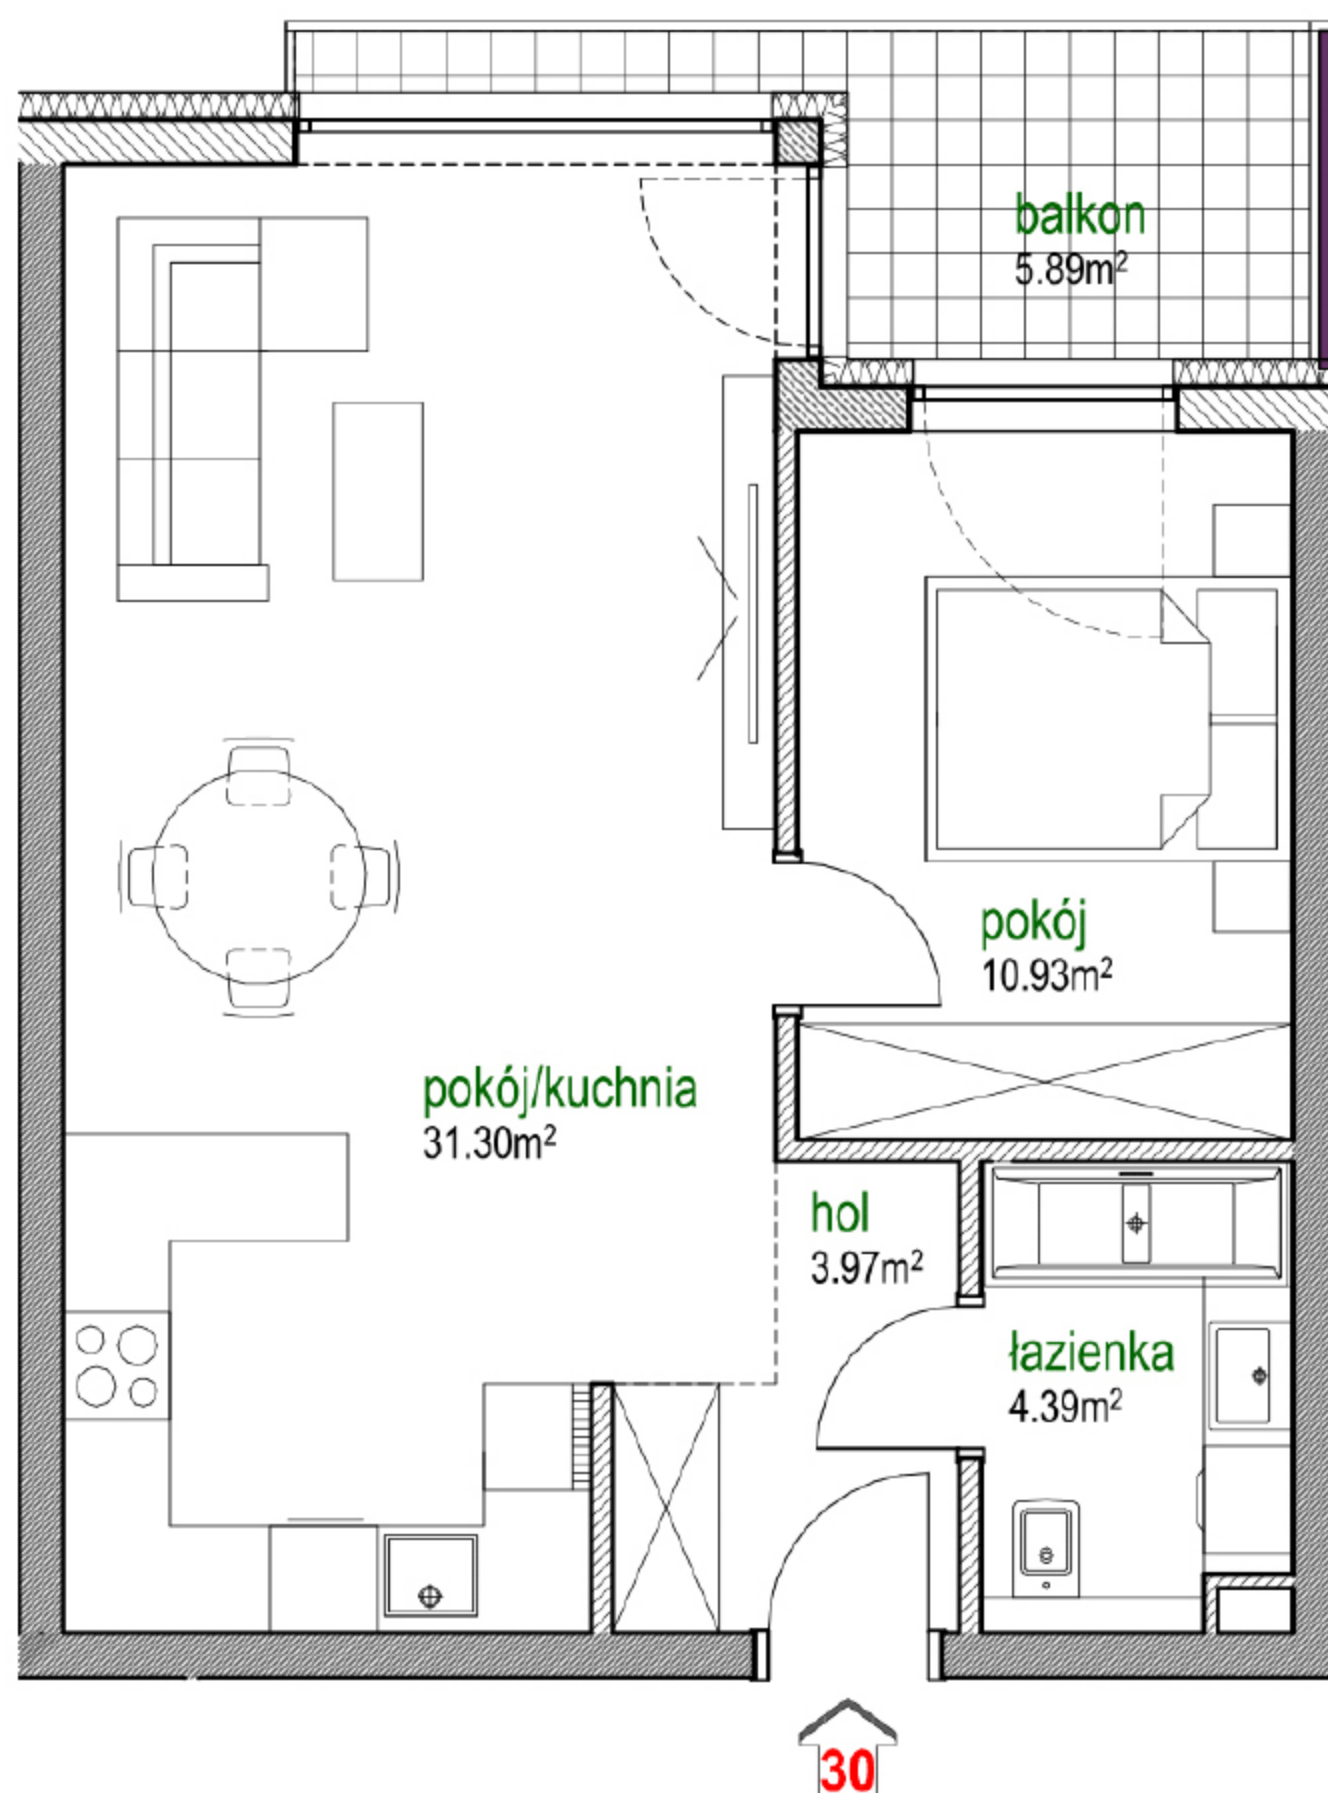 balkon
5.89m²
pokój
10.93m²
pokój/kuchnia
31.30m²
hol
3.97m²
łazienka
4.39m²
30